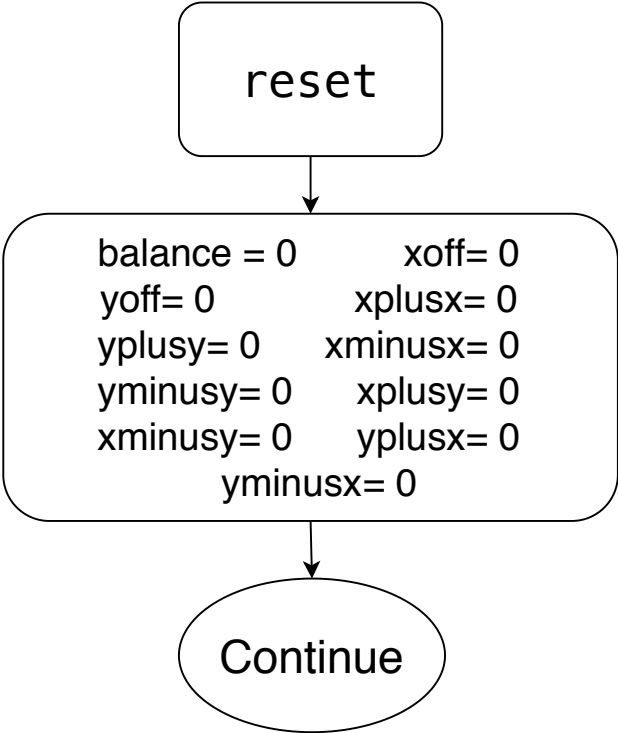 reset
balance = 0 xoff= 0
yoff= 0 xplusx= 0
yplusy= 0 xminusx= 0
yminusy= 0 xplusy= 0
xminusy= 0 yplusx= 0
yminusx= 0
Continue